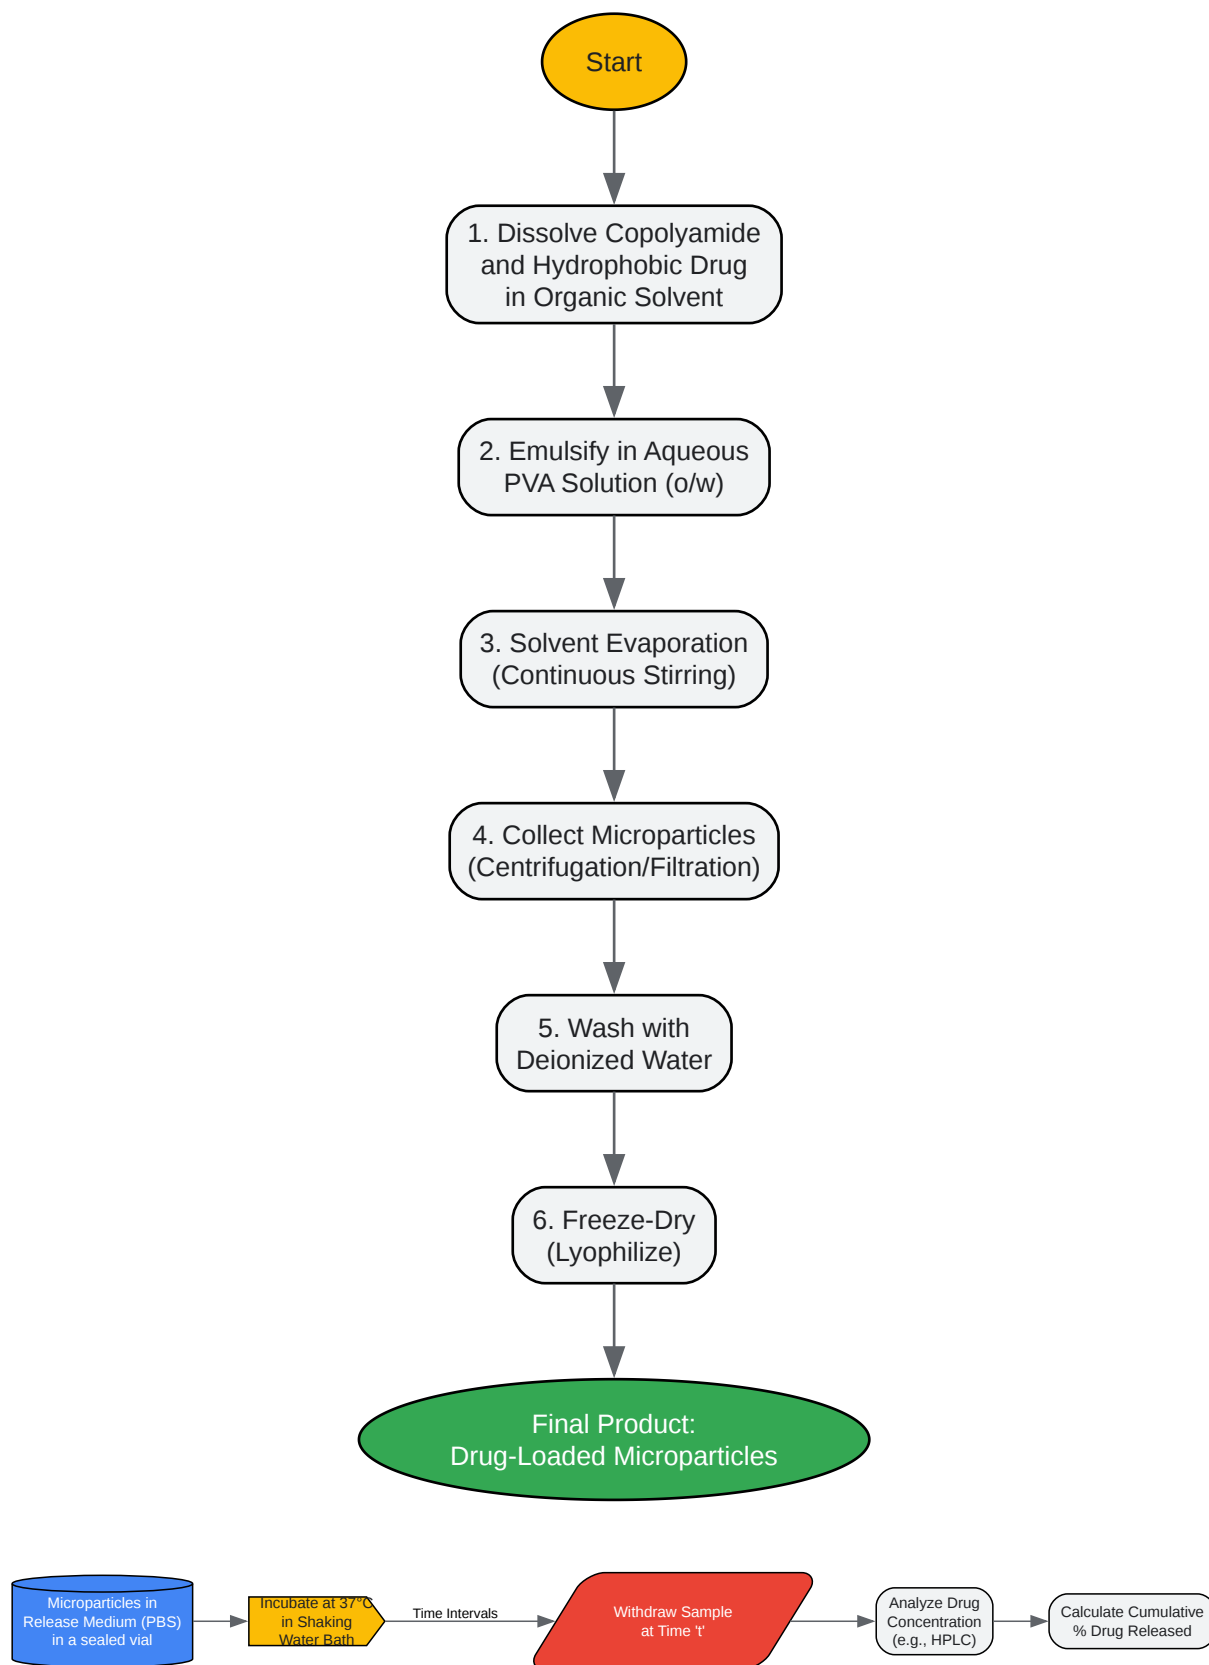 Start
1. Dissolve Copolyamide
and Hydrophobic Drug
in Organic Solvent
2. Emulsify in Aqueous
PVA Solution (o/w)
3. Solvent Evaporation
(Continuous Stirring)
4. Collect Microparticles
(Centrifugation/Filtration)
5. Wash with
Deionized Water
6. Freeze-Dry
(Lyophilize)
Final Product:
Drug-Loaded Microparticles
Microparticles in
Release Medium (PBS)
in a sealed vial
Incubate at 37°C
in Shaking
Water Bath
Time Intervals
Withdraw Sample
at Time 't'
Analyze Drug
Concentration
(e.g., HPLC)
Calculate Cumulative
% Drug Released